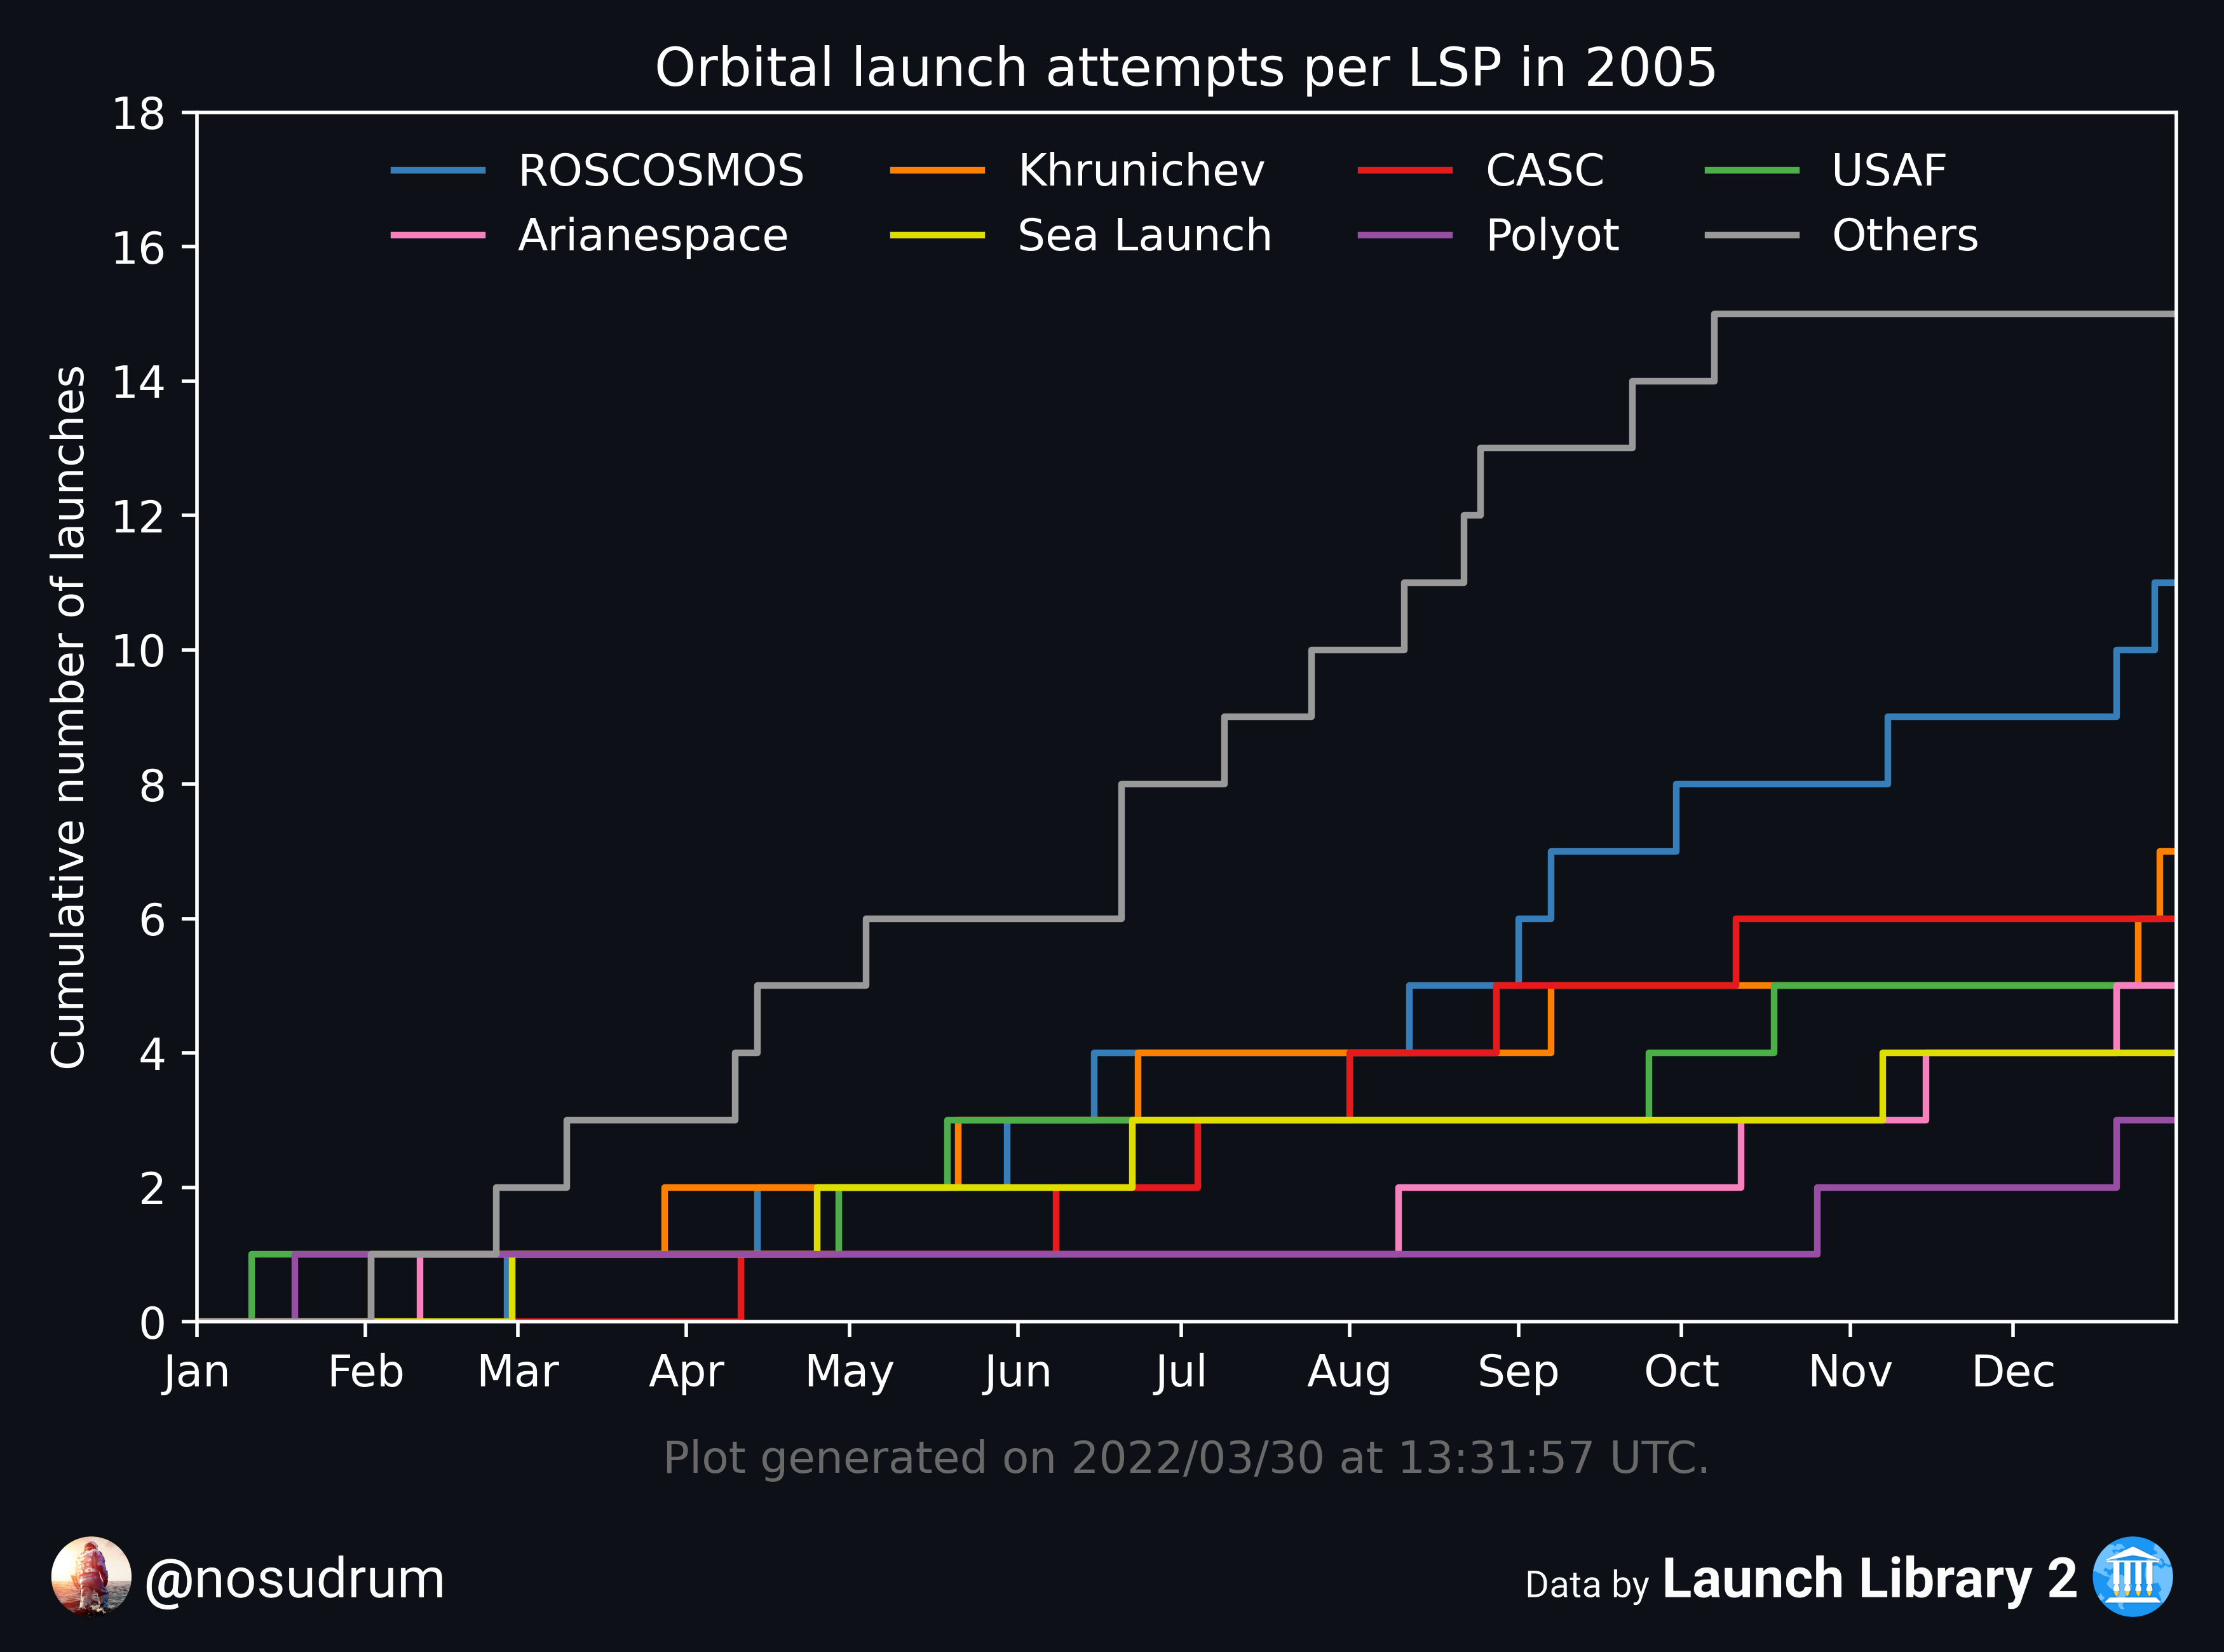 Orbital launch attempts per LSP in 2005
18
16
14
12
10
8
6
4
2
0
Cumulative number of launches
ROSCOSMOS Khrunichev CASC USAF
Arianespace Sea Launch Polyot Others
Jan Feb Mar Apr May Jun Jul Aug Sep Oct Nov Dec
Plot generated on 2022/03/30 at 13:31:57 UTC.
@nosudrum
Data by Launch Library 2